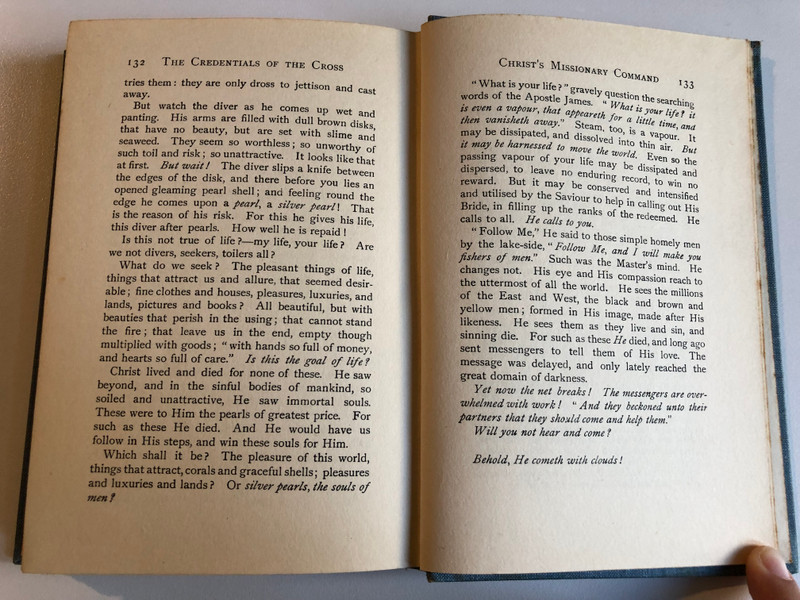 132 THE CREDENTIALS OF THE CROSS
tries them: they are only dross to jettison and cast
away.
But watch the diver as he comes up wet and
panting. His arms are filled with dull brown disks,
that have no beauty, but are set with slime and
seaweed. They seem so worthless; so unworthy of
such toil and risk; so unattractive. It looks like that
at first. But wait! The diver slips a knife between
the edges of the disk, and there before you lies an
opened gleaming pearl shell; and feeling round the
edge he comes upon a pearl, a silver pearl! That
is the reason of his risk. For this he gives his life,
this diver after pearls. How well he is repaid!
Is this not true of life?—my life, your life? Are
we not divers, seekers, toilers all?
What do we seek? The pleasant things of life,
things that attract us and allure, that seemed desir-
able; fine clothes and houses, pleasures, luxuries, and
lands, pictures and books? All beautiful, but with
beauties that perish in the using; that cannot stand
the fire; that leave us in the end, empty though
multiplied with goods; "with hands so full of money,
and hearts so full of care." Is this the goal of life?
Christ lived and died for none of these. He saw
beyond, and in the sinful bodies of mankind, so
soiled and unattractive, He saw immortal souls.
These were to Him the pearls of greatest price. For
such as these He died. And He would have us
follow in His steps, and win these souls for Him.
Which shall it be? The pleasure of this world,
things that attract, corals and graceful shells; pleasures
and luxuries and lands? Or silver pearls, the souls of
men?
CHRIST'S MISSIONARY COMMAND 133
"What is your life?" gravely question the searching
words of the Apostle James. "What is your life? it
is even a vapour, that appeareth for a little time, and
then vanisheth away." Steam, too, is a vapour. It
may be dissipated, and dissolved into thin air. But
it may be harnessed to move the world. Even so the
passing vapour of your life may be dissipated and
dispersed, to leave no enduring record, to win no
reward. But it may be conserved and intensified
and utilised by the Saviour to help in calling out His
Bride, in filling up the ranks of the redeemed. He
calls to all. He calls to you.
"Follow Me," He said to those simple homely men
by the lake-side, "Follow Me, and I will make you
fishers of men." Such was the Master's mind. He
changes not. His eye and His compassion reach to
the uttermost of all the world. He sees the millions
of the East and West, the black and brown and
yellow men; formed in His image, made after His
likeness. He sees them as they live and sin, and
sinning die. For such as these He died, and long ago
sent messengers to tell them of His love. The
message was delayed, and only lately reached the
great domain of darkness.
Yet now the net breaks! The messengers are over-
whelmed with work! "And they beckoned unto their
partners that they should come and help them."
Will you not hear and come?
Behold, He cometh with clouds!